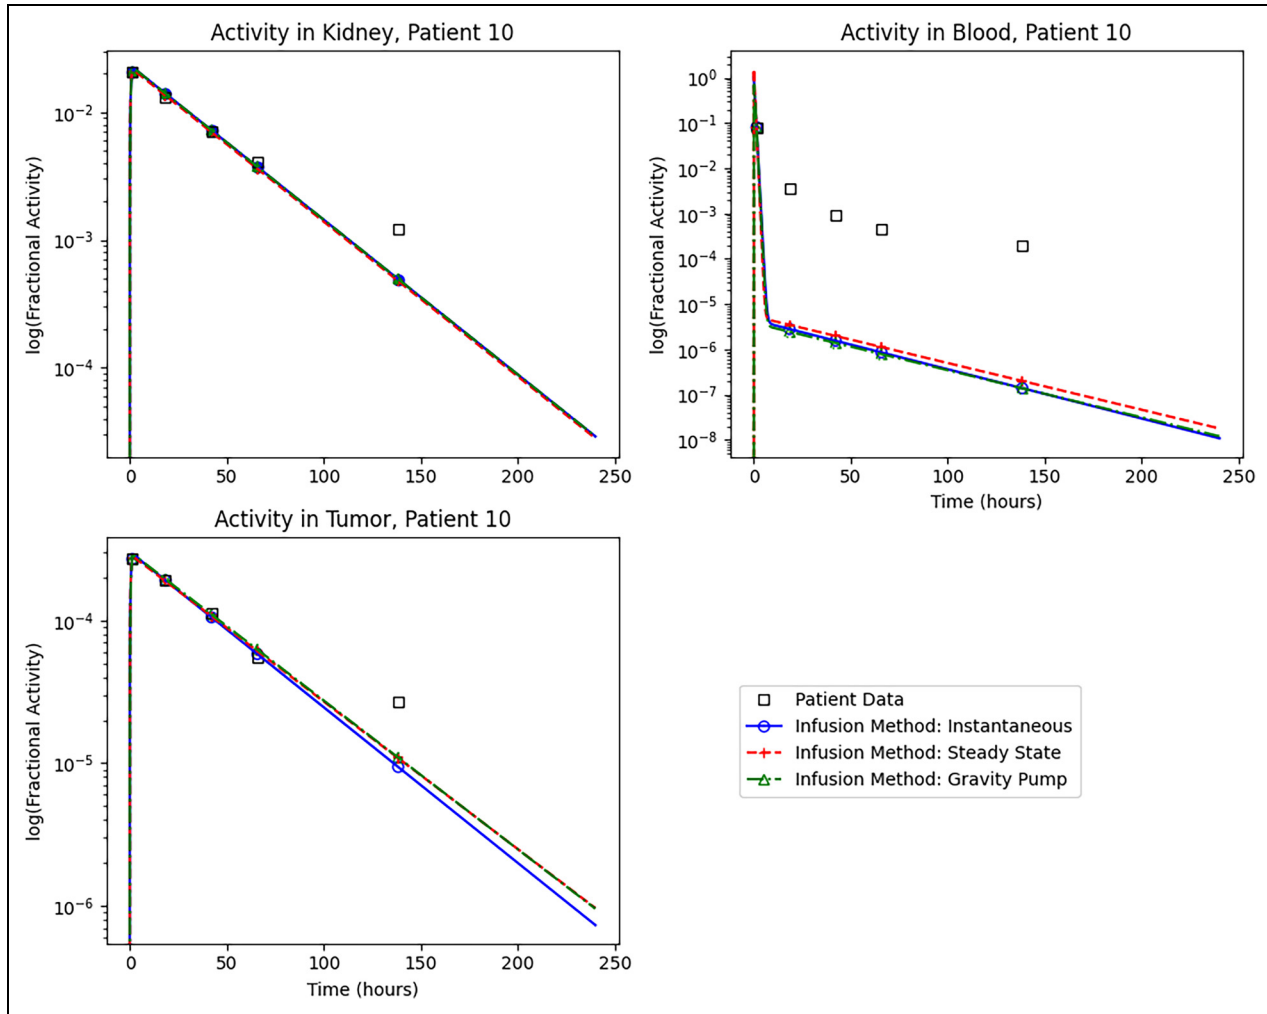 Activity in Kidney, Patient 10
log(Fractional Activity)
10⁻²
10⁻³
10⁻⁴
0 50 100 150 200 250
Activity in Blood, Patient 10
log(Fractional Activity)
10⁰
10⁻¹
10⁻²
10⁻³
10⁻⁴
10⁻⁵
10⁻⁶
10⁻⁷
10⁻⁸
0 50 100 150 200 250
Time (hours)
Activity in Tumor, Patient 10
log(Fractional Activity)
10⁻⁴
10⁻⁵
10⁻⁶
0 50 100 150 200 250
Time (hours)
Patient Data
Infusion Method: Instantaneous
Infusion Method: Steady State
Infusion Method: Gravity Pump